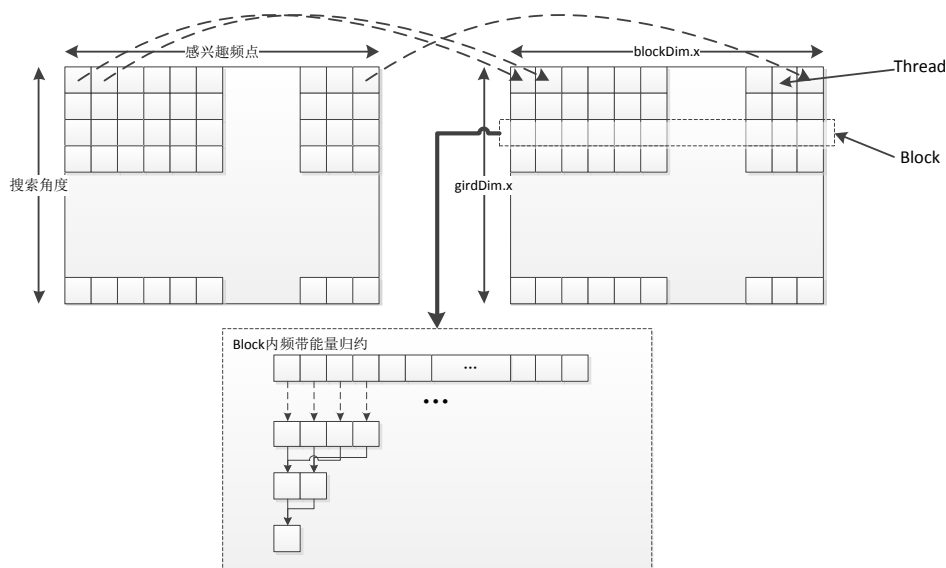 感兴趣频点
blockDim.x
Thread
Block
搜索角度
girdDim.x
Block内频带能量归约
...
...